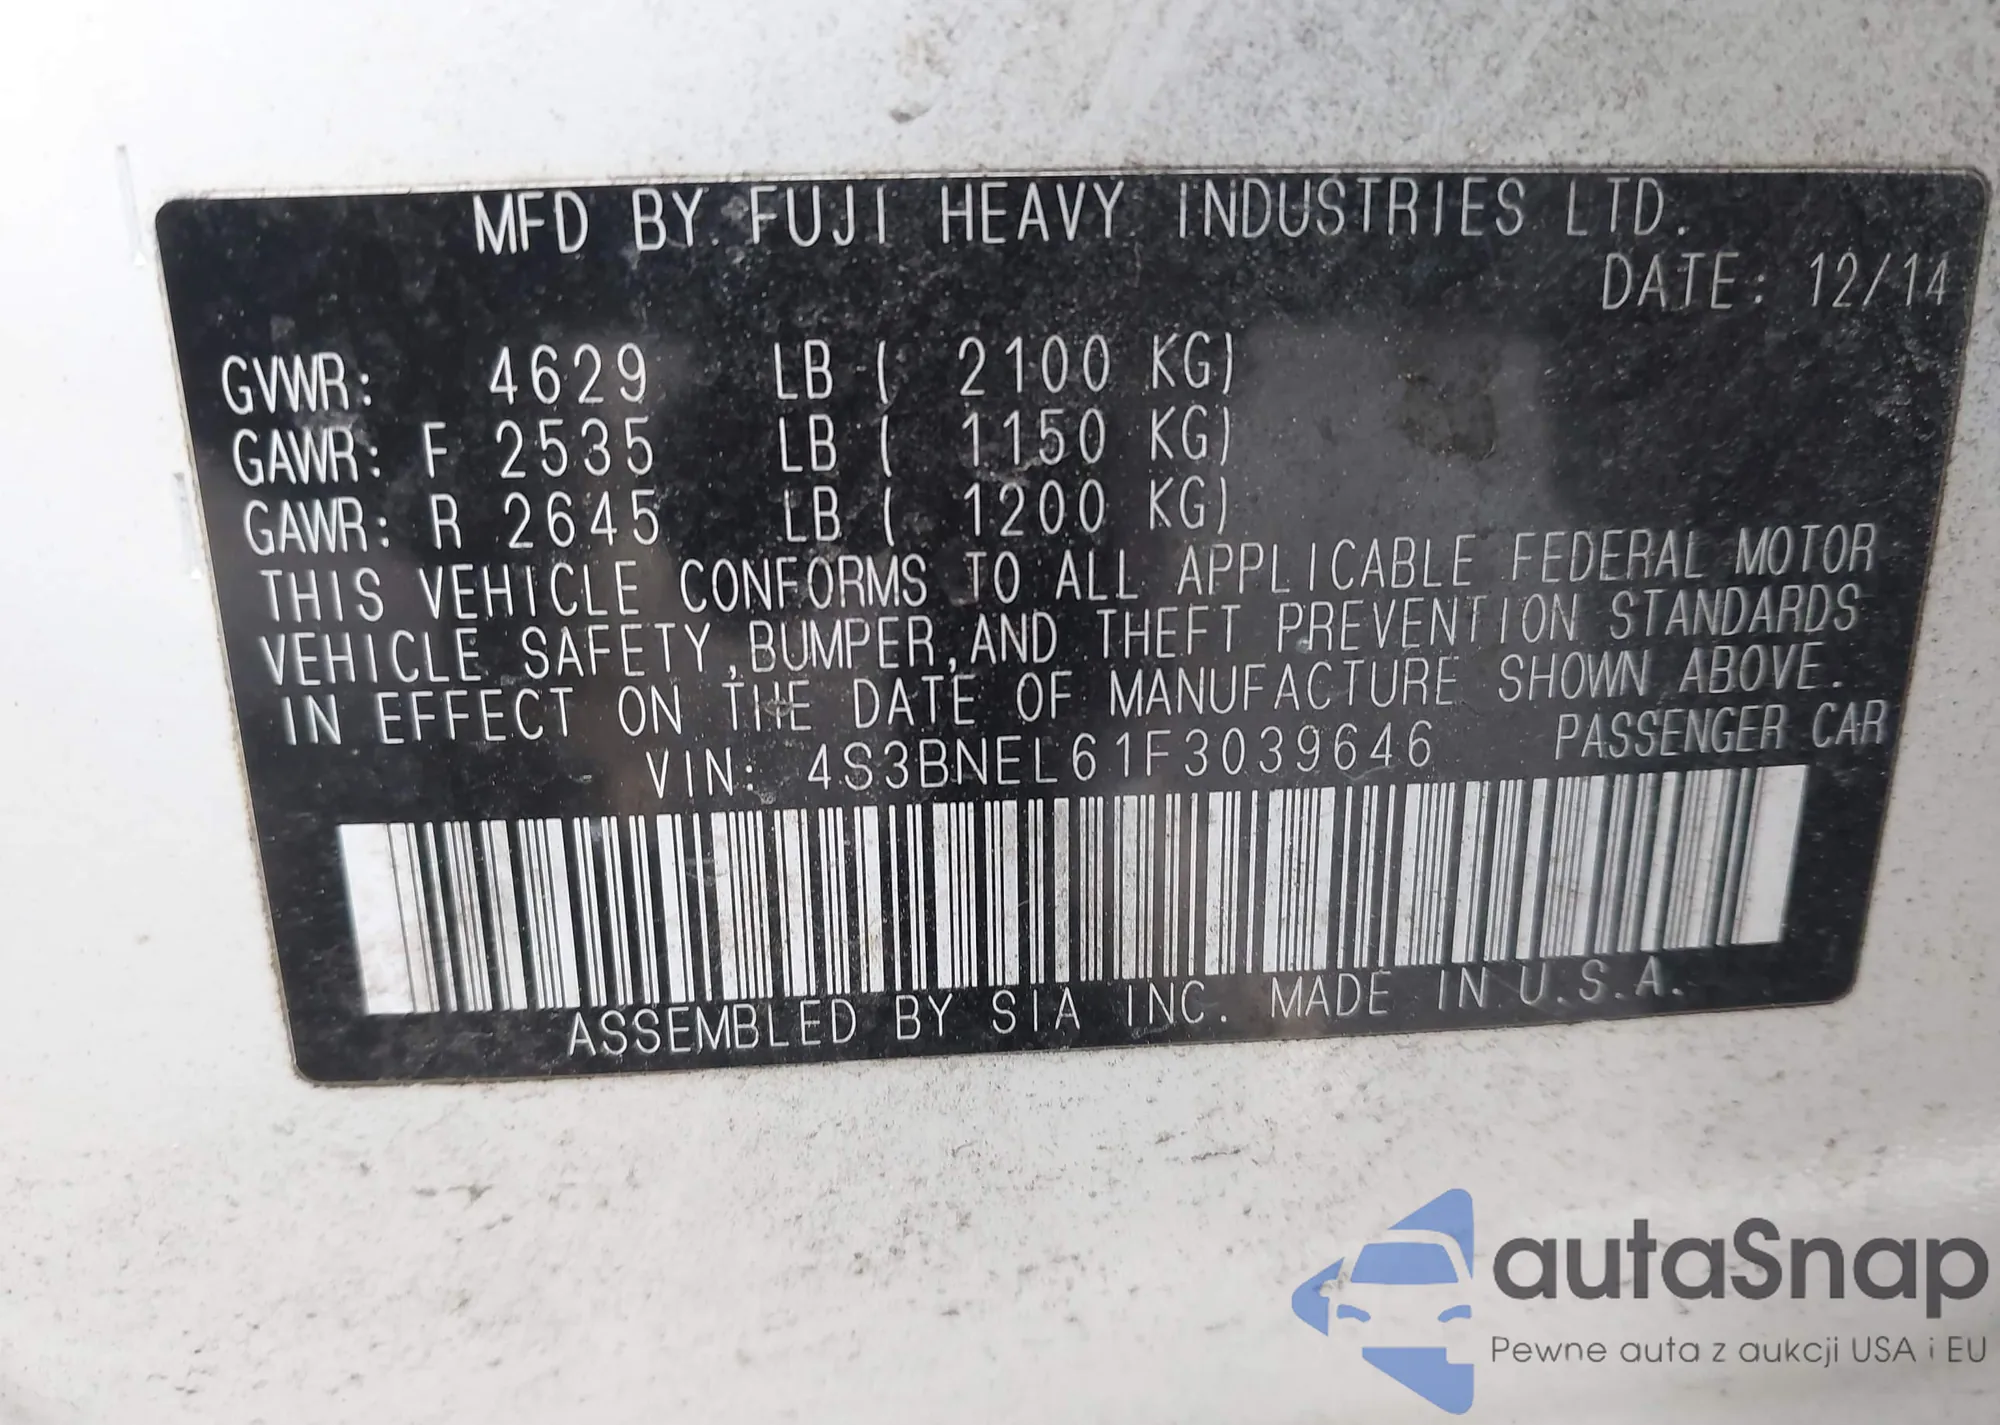 MFD BY FUJI HEAVY INDUSTRIES LTD.
DATE: 12/14
GVWR: 4629 LB ( 2100 KG)
GAWR: F 2535 LB ( 1150 KG)
GAWR: R 2645 LB ( 1200 KG)
THIS VEHICLE CONFORMS TO ALL APPLICABLE FEDERAL MOTOR
VEHICLE SAFETY,BUMPER,AND THEFT PREVENTION STANDARDS
IN EFFECT ON THE DATE OF MANUFACTURE SHOWN ABOVE.
VIN: 4S3BNEL61F3039646 PASSENGER CAR
ASSEMBLED BY SIA INC. MADE IN U.S.A.
autaSnap
Pewne auta z aukcji USA i EU